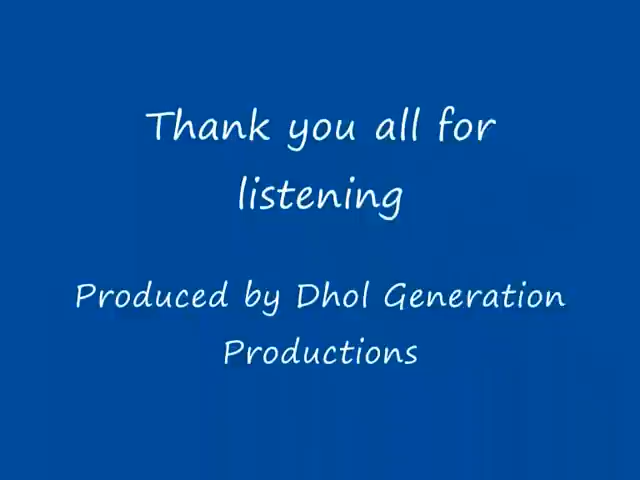 Thank you all for
listening
Produced by Dhol Generation
Productions